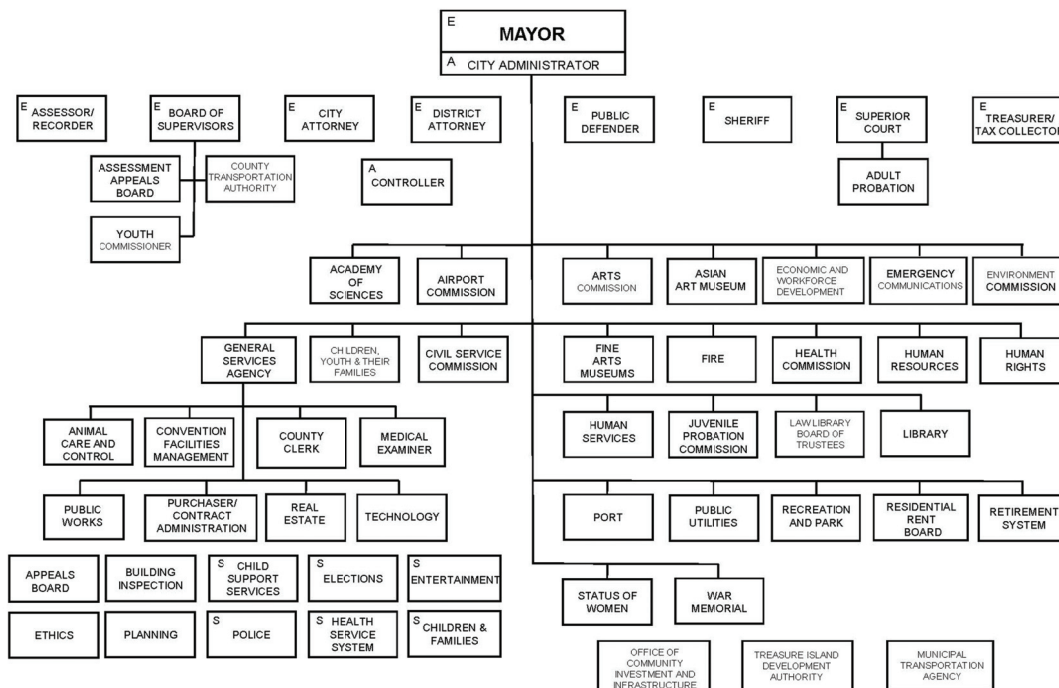 E
MAYOR
A CITY ADMINISTRATOR
E ASSESSOR/
RECORDER
E BOARD OF
SUPERVISORS
E CITY
ATTORNEY
E DISTRICT
ATTORNEY
E PUBLIC
DEFENDER
E SHERIFF
E SUPERIOR
COURT
E TREASURER/
TAX COLLECTOR
ASSESSMENT
APPEALS
BOARD
COUNTY
TRANSPORTATION
AUTHORITY
A CONTROLLER
ADULT
PROBATION
YOUTH
COMMISSIONER
ACADEMY
OF
SCIENCES
AIRPORT
COMMISSION
ARTS
COMMISSION
ASIAN
ART MUSEUM
ECONOMIC AND
WORKFORCE
DEVELOPMENT
EMERGENCY
COMMUNICATIONS
ENVIRONMENT
COMMISSION
GENERAL
SERVICES
AGENCY
CHILDREN,
YOUTH & THEIR
FAMILIES
CIVIL SERVICE
COMMISSION
FINE
ARTS
MUSEUMS
FIRE
HEALTH
COMMISSION
HUMAN
RESOURCES
HUMAN
RIGHTS
ANIMAL
CARE AND
CONTROL
CONVENTION
FACILITIES
MANAGEMENT
COUNTY
CLERK
MEDICAL
EXAMINER
HUMAN
SERVICES
JUVENILE
PROBATION
COMMISSION
LAW LIBRARY
BOARD OF
TRUSTEES
LIBRARY
PUBLIC
WORKS
PURCHASER/
CONTRACT
ADMINISTRATION
REAL
ESTATE
TECHNOLOGY
PORT
PUBLIC
UTILITIES
RECREATION
AND PARK
RESIDENTIAL
RENT
BOARD
RETIREMENT
SYSTEM
APPEALS
BOARD
BUILDING
INSPECTION
S CHILD
SUPPORT
SERVICES
S ELECTIONS
S ENTERTAINMENT
STATUS OF
WOMEN
WAR
MEMORIAL
ETHICS
PLANNING
S POLICE
S HEALTH
SERVICE
SYSTEM
S CHILDREN &
FAMILIES
OFFICE OF
COMMUNITY
INVESTMENT AND
INFRASTRUCTURE
TREASURE ISLAND
DEVELOPMENT
AUTHORITY
MUNICIPAL
TRANSPORTATION
AGENCY